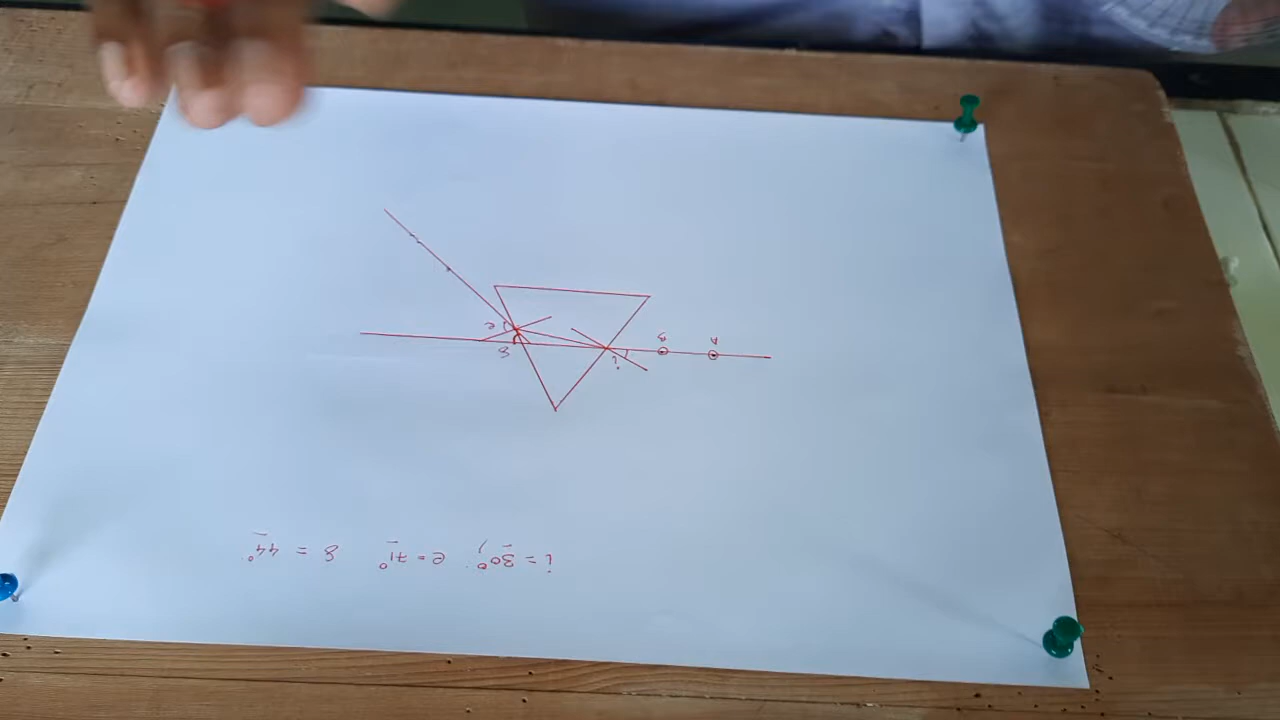 i = 30°, e = 71° δ = 44°
A
B
i
e
δ